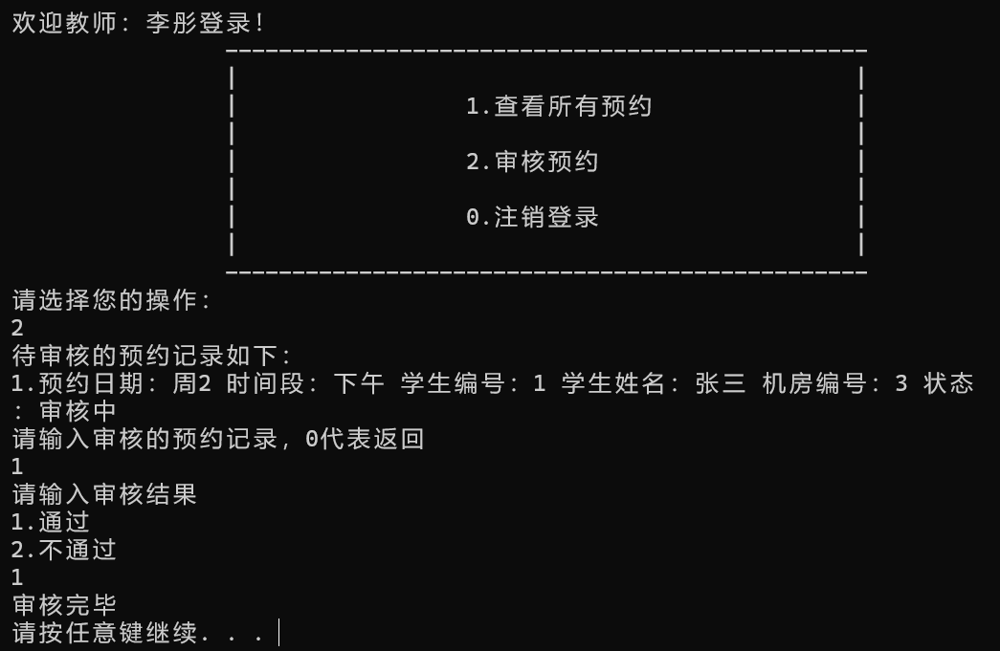 欢迎教师：李彤登录！
------------------------------------------------
|                                              |
|                 1.查看所有预约                |
|                                              |
|                 2.审核预约                    |
|                                              |
|                 0.注销登录                    |
|                                              |
------------------------------------------------
请选择您的操作：
2
待审核的预约记录如下：
1.预约日期：周2 时间段：下午 学生编号：1 学生姓名：张三 机房编号：3 状态
：审核中
请输入审核的预约记录，0代表返回
1
请输入审核结果
1.通过
2.不通过
1
审核完毕
请按任意键继续. . .